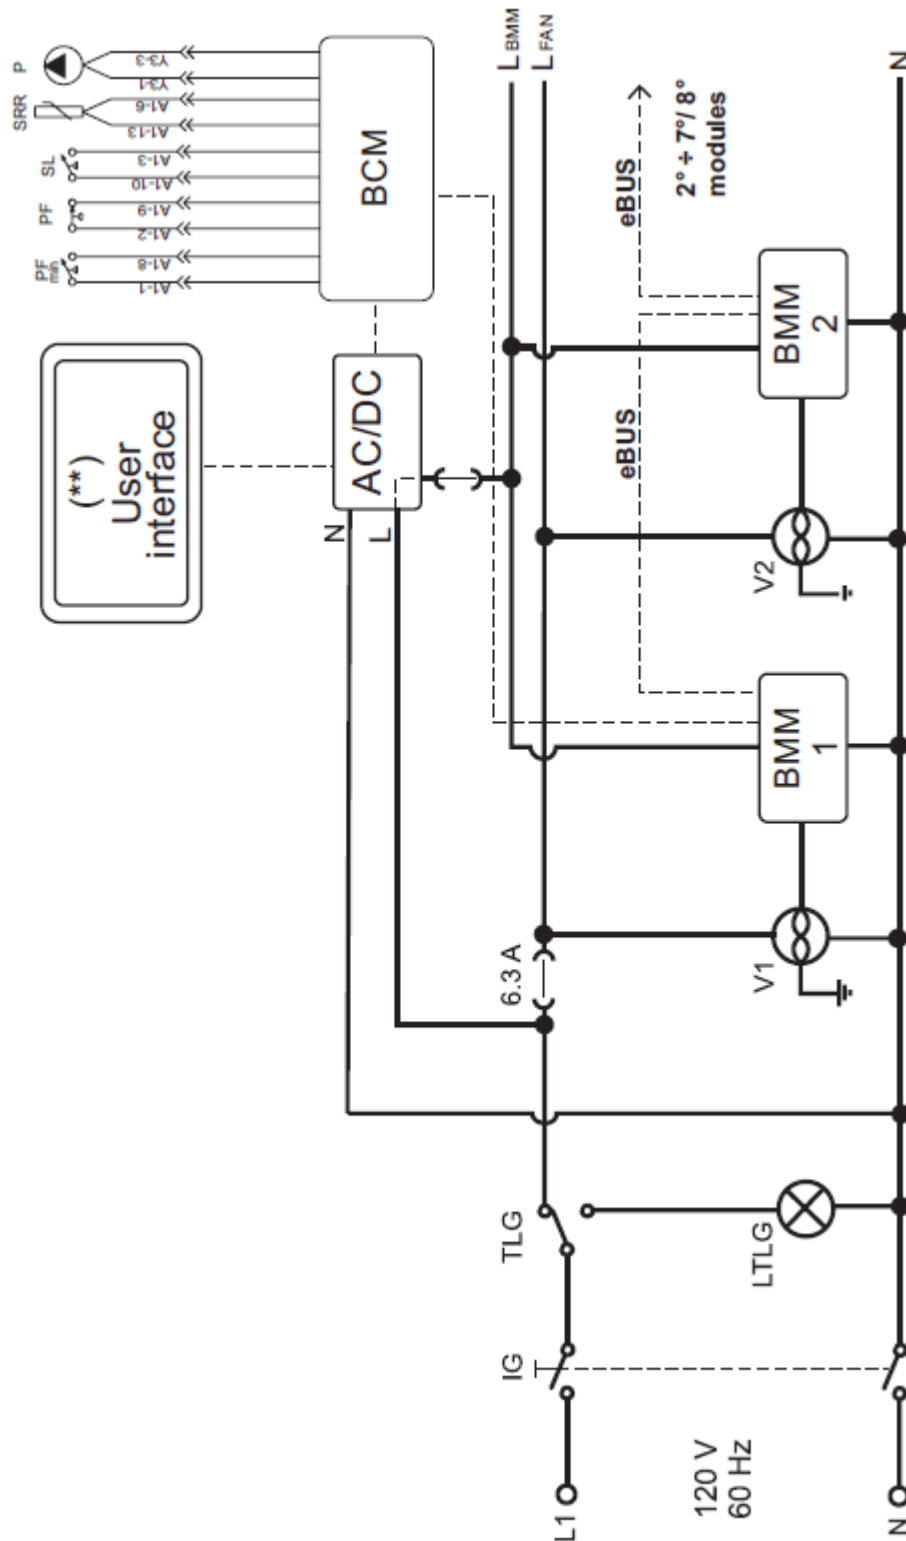 P
SRR
SL
PF
PF
min
Y3-3
Y3-1
A1-6
A1-13
A1-3
A1-10
A1-9
A1-2
A1-8
A1-1
BCM
(**)
User
interface
AC/DC
N
L
L BMM
L FAN
N
eBUS
2° ÷ 7°/ 8°
modules
eBUS
BMM
2
V2
BMM
1
V1
6.3 A
TLG
LTLG
IG
120 V
60 Hz
L1
N